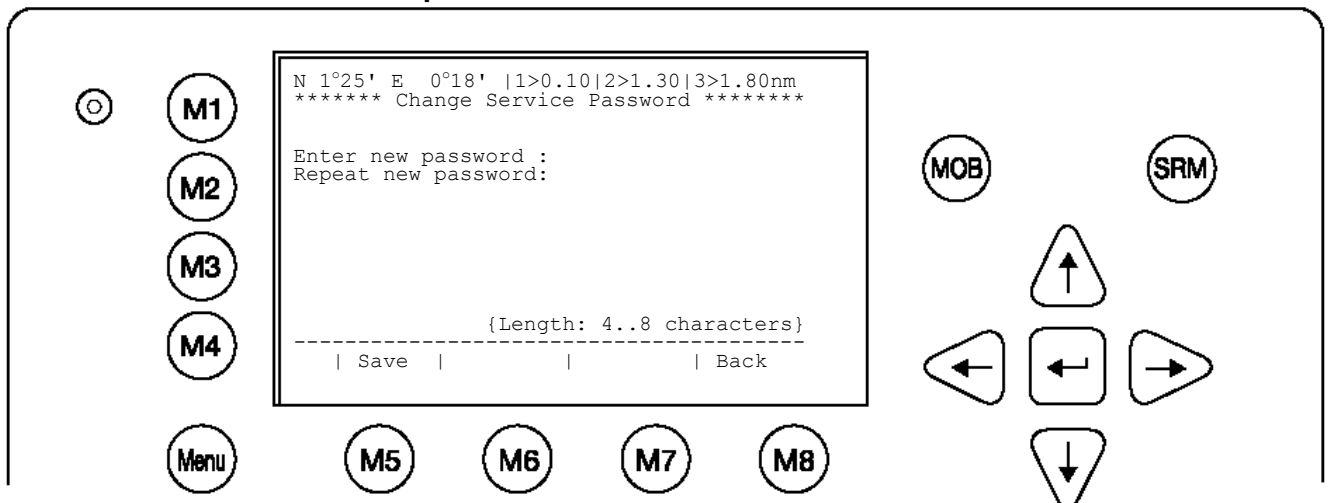 N 1°25' E  0°18' |1>0.10|2>1.30|3>1.80nm
******* Change Service Password ********
Enter new password :
Repeat new password:
{Length: 4..8 characters}
----------------------------------------
| Save |         |         | Back
M1
M2
M3
M4
MOB
SRM
Menu
M5
M6
M7
M8